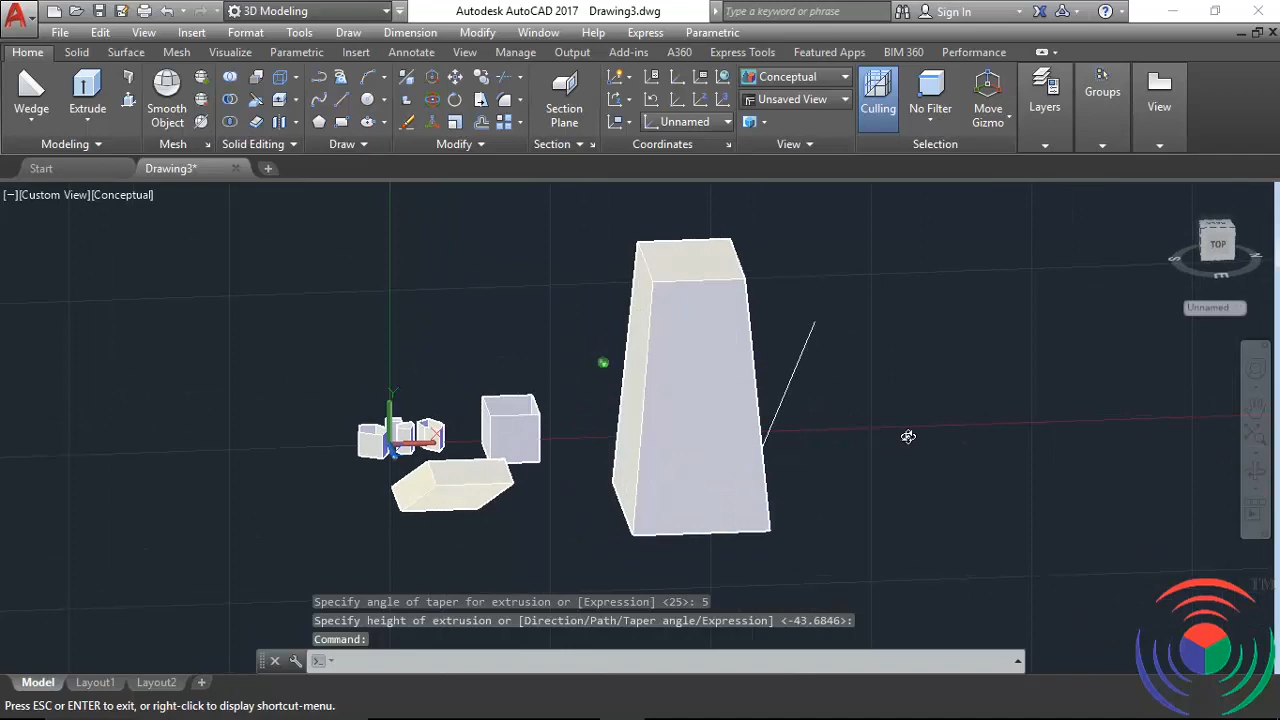 3D Modeling
Autodesk AutoCAD 2017 Drawing3.dwg
Type a keyword or phrase
Sign In
File Edit View Insert Format Tools Draw Dimension Modify Window Help Express Parametric
Home Solid Surface Mesh Visualize Parametric Insert Annotate View Manage Output Add-ins A360 Express Tools Featured Apps BIM 360 Performance
Wedge Extrude Smooth Object Section Plane Unnamed Conceptual Unsaved View Culling No Filter Move Gizmo Layers Groups View
Modeling Mesh Solid Editing Draw Modify Section Coordinates View Selection
Start Drawing3*
[−][Custom View][Conceptual]
TOP
S E N
Unnamed
Y
X
Specify angle of taper for extrusion or [Expression] <25>: 5
Specify height of extrusion or [Direction/Path/Taper angle/Expression] <-43.6846>:
Command:
TM
Model Layout1 Layout2
Press ESC or ENTER to exit, or right-click to display shortcut-menu.